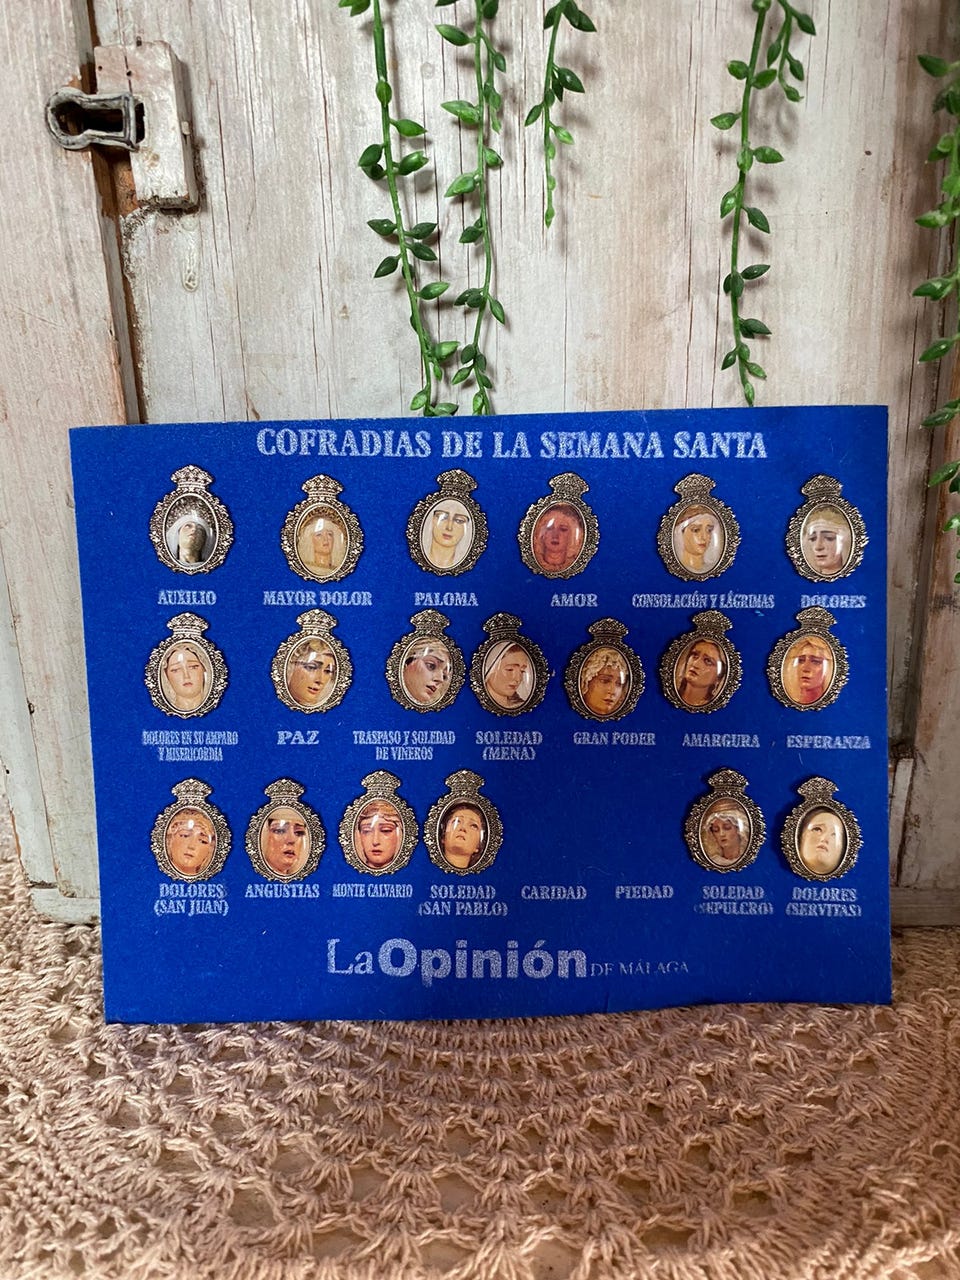 COFRADIAS DE LA SEMANA SANTA
AUXILIO MAYOR DOLOR PALOMA AMOR CONSOLACIÓN Y LÁGRIMAS DOLORES
DOLORES EN SU AMPARO
Y MISERICORDIA
PAZ
TRASPASO Y SOLEDAD
DE VIÑEROS
SOLEDAD
(MENA)
GRAN PODER
AMARGURA
ESPERANZA
DOLORES
(SAN JUAN)
ANGUSTIAS
MONTE CALVARIO
SOLEDAD
(SAN PABLO)
CARIDAD
PIEDAD
SOLEDAD
(SEPULCRO)
DOLORES
(SERVITAS)
LaOpinión DE MÁLAGA